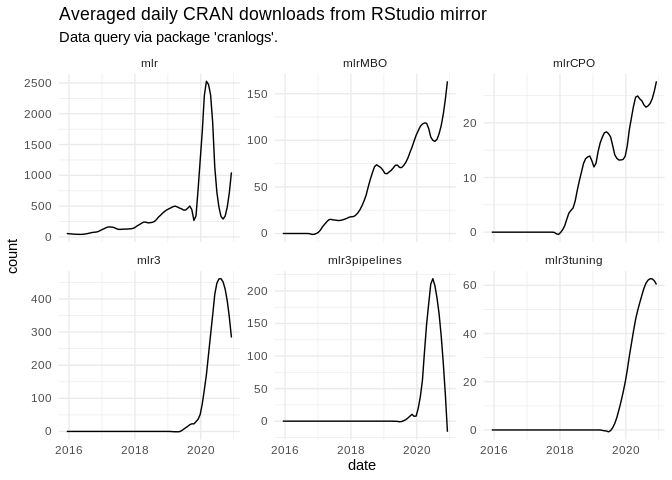 Averaged daily CRAN downloads from RStudio mirror
Data query via package 'cranlogs'.
mlr
mlrMBO
mlrCPO
2500
2000
1500
1000
500
0
150
100
50
0
20
10
0
count
mlr3
mlr3pipelines
mlr3tuning
400
300
200
100
0
200
150
100
50
0
60
40
20
0
2016 2018 2020
2016 2018 2020
2016 2018 2020
date